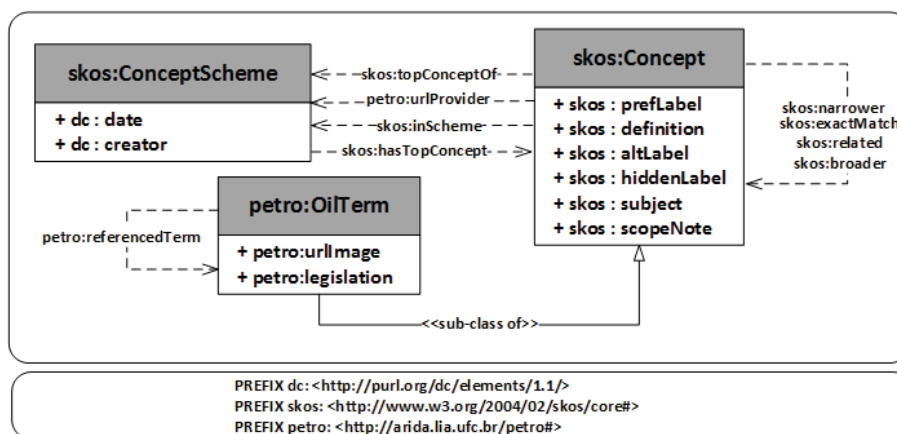 skos:ConceptScheme
+ dc : date
+ dc : creator
skos:topConceptOf
petro:urlProvider
skos:inScheme
skos:hasTopConcept
skos:Concept
+ skos : prefLabel
+ skos : definition
+ skos : altLabel
+ skos : hiddenLabel
+ skos : subject
+ skos : scopeNote
skos:narrower
skos:exactMatch
skos:related
skos:broader
petro:OilTerm
+ petro:urlImage
+ petro:legislation
petro:referencedTerm
<<sub-class of>>
PREFIX dc: <http://purl.org/dc/elements/1.1/>
PREFIX skos: <http://www.w3.org/2004/02/skos/core#>
PREFIX petro: <http://arida.lia.ufc.br/petro#>